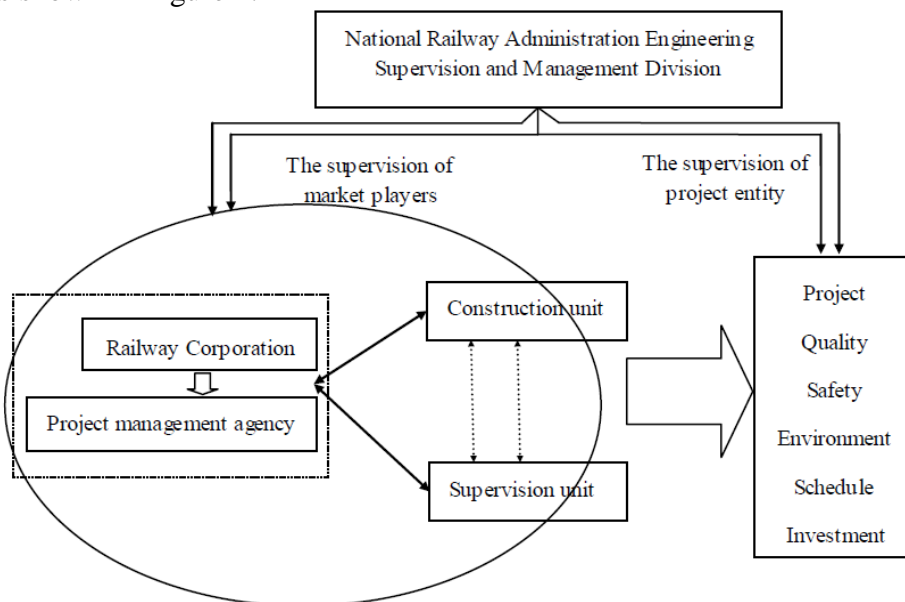 National Railway Administration Engineering
Supervision and Management Division
The supervision of
market players
The supervision of
project entity
Railway Corporation
Project management agency
Construction unit
Supervision unit
Project
Quality
Safety
Environment
Schedule
Investment